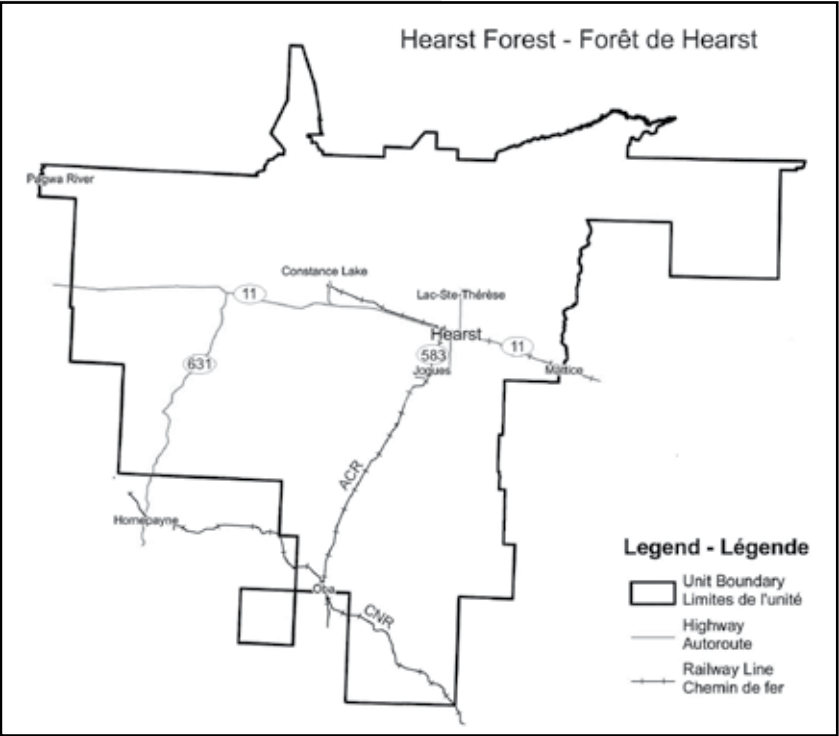 Hearst Forest - Forêt de Hearst
Pagwa River
Constance Lake
11
Lac-Ste-Thérèse
Hearst
11
583
631
Jogues
Mattice
ACR
Hornepayne
Oba
CNR
Legend - Légende
Unit Boundary
Limites de l'unité
Highway
Autoroute
Railway Line
Chemin de fer